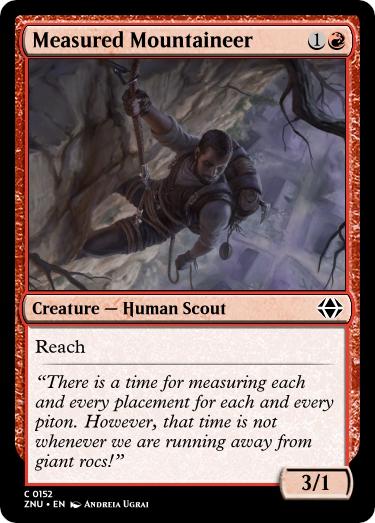 Measured Mountaineer 1
Creature — Human Scout
Reach
“There is a time for measuring each
and every placement for each and every
piton. However, that time is not
whenever we are running away from
giant rocs!”
3/1
C 0152
ZNU • EN Andreia Ugrai